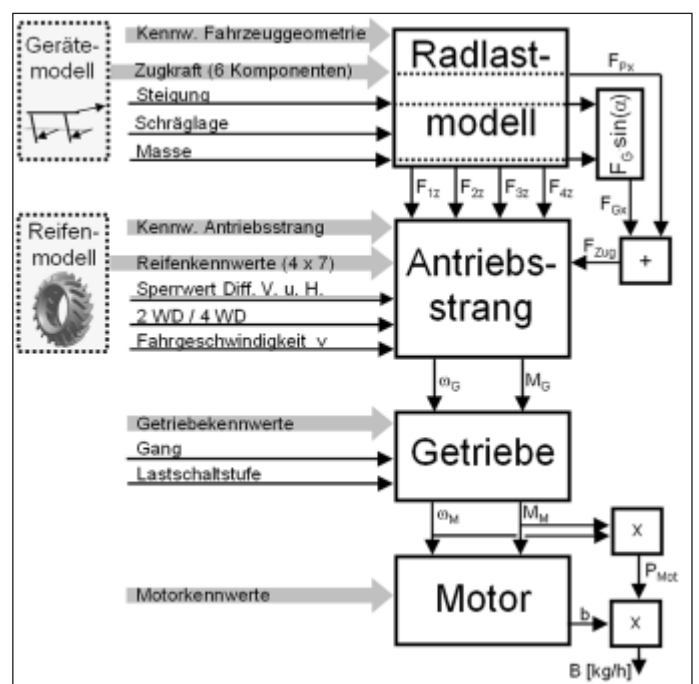 Geräte-
modell
Kennw. Fahrzeuggeometrie
Zugkraft (6 Komponenten)
Steigung
Schräglage
Masse
Radlast-
modell
F_Px
F_G sin(α)
F_1z F_2z F_3z F_4z
F_Gx
Reifen-
modell
Kennw. Antriebsstrang
Reifenkennwerte (4 x 7)
Sperrwert Diff. V. u. H.
2 WD / 4 WD
Fahrgeschwindigkeit v
Antriebs-
strang
F_Zug
+
ω_G M_G
Getriebekennwerte
Gang
Lastschaltstufe
Getriebe
ω_M M_M
x
P_Mot
Motorkennwerte
Motor
b
x
B [kg/h]